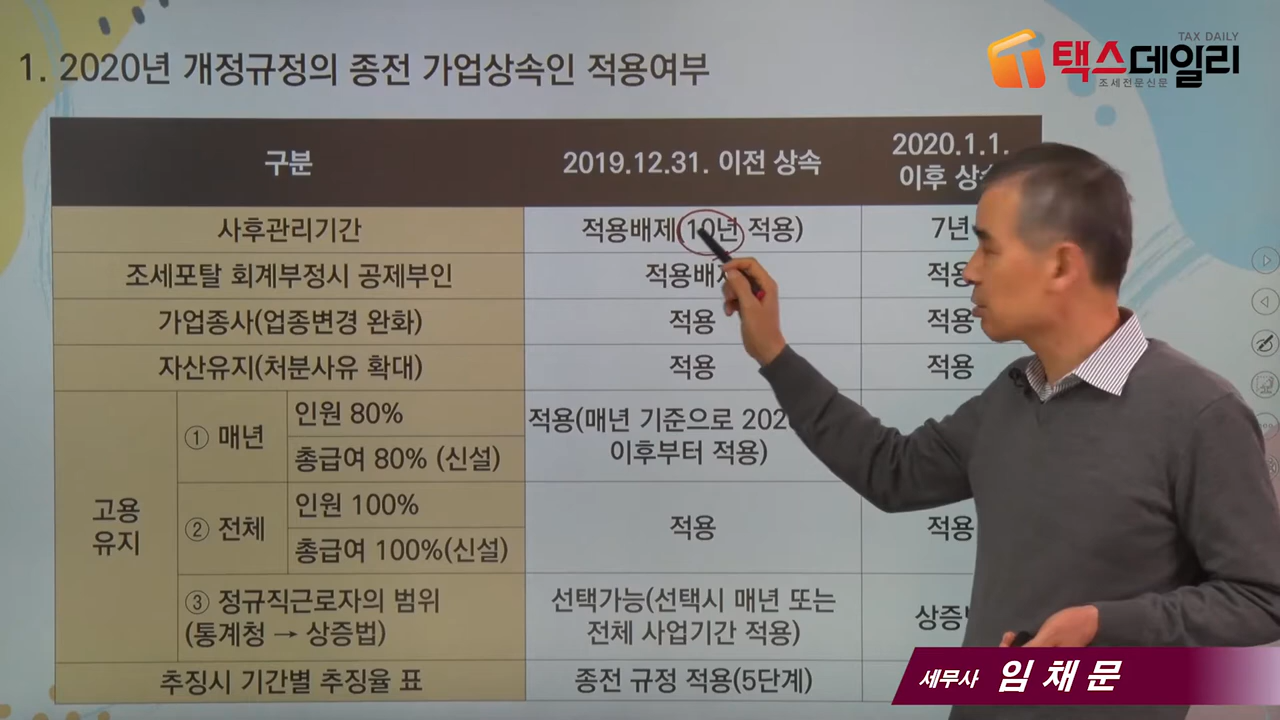 TAX DAILY
택스데일리
조세전문신문
1. 2020년 개정규정의 종전 가업상속인 적용여부
구분
2019.12.31. 이전 상속
2020.1.1.
이후
사후관리기간
적용배제(10년 적용)
7년
조세포탈 회계부정시 공제부인
가업종사(업종변경 완화)
적용
적용
자산유지(처분사유 확대)
적용
적용
고용
유지
① 매년
인원 80%
총급여 80% (신설)
적용(매년 기준으로
이후부터 적용)
② 전체
인원 100%
총급여 100%(신설)
적용
적용
③ 정규직근로자의 범위
(통계청 → 상증법)
선택가능(선택시 매년 또는
전체 사업기간 적용)
추징시 기간별 추징율 표
종전 규정 적용(5단계)
세무사 임채문